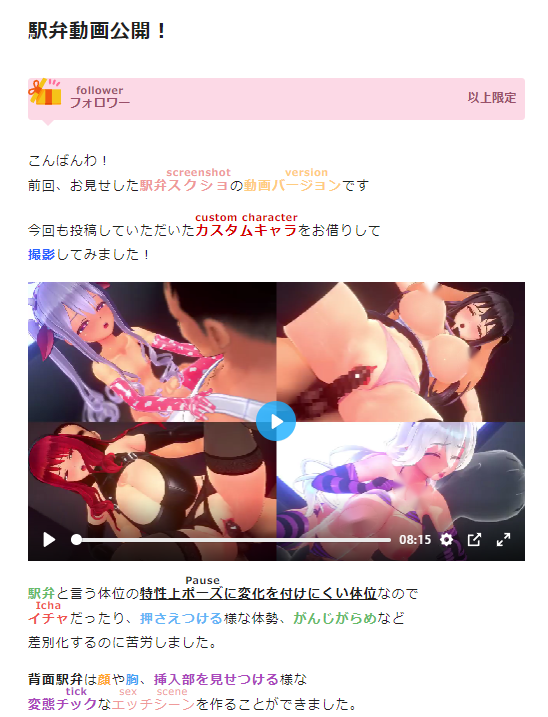 駅弁動画公開！
follower
フォロワー
以上限定
こんばんわ！
screenshot version
前回、お見せした駅弁スクショの動画バージョンです
custom character
今回も投稿していただいたカスタムキャラをお借りして
撮影してみました！
08:15
Pause
駅弁と言う体位の特性上ポーズに変化を付けにくい体位なので
Icha
イチャだったり、押さえつける様な体勢、がんじがらめなど
差別化するのに苦労しました。
背面駅弁は顔や胸、挿入部を見せつける様な
tick sex scene
変態チックなエッチシーンを作ることができました。